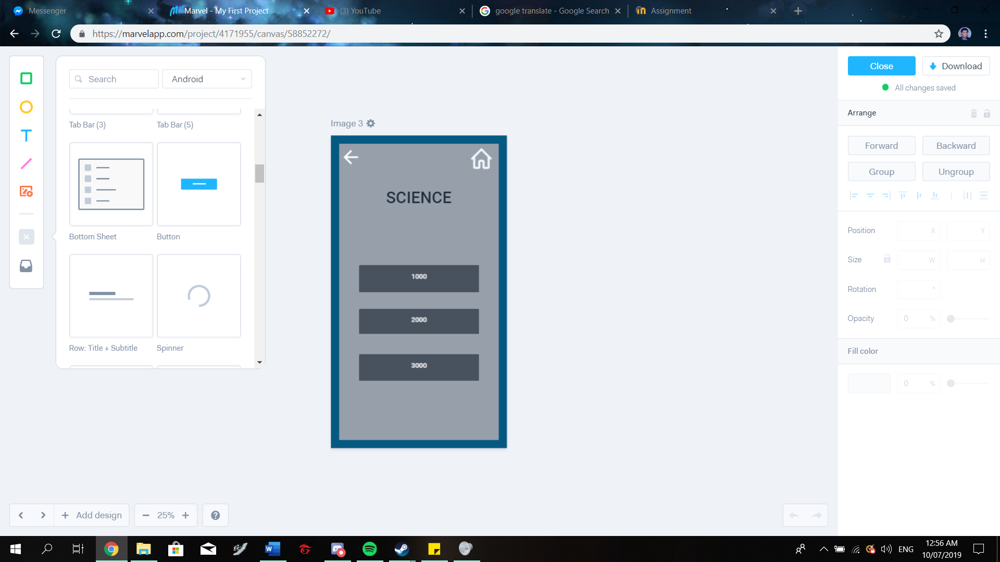 Messenger
Marvel - My First Project
(3) YouTube
google translate - Google Search
Assignment
https://marvelapp.com/project/4171955/canvas/58852272/
Search
Android
Tab Bar (3)
Tab Bar (5)
Bottom Sheet
Button
Row: Title + Subtitle
Spinner
Image 3
SCIENCE
1000
2000
3000
Close
Download
All changes saved
Arrange
Forward
Backward
Group
Ungroup
Position
X
Y
Size
W
H
Rotation
°
Opacity
0 %
Fill color
0 %
Add design
25%
ENG
12:56 AM
10/07/2019